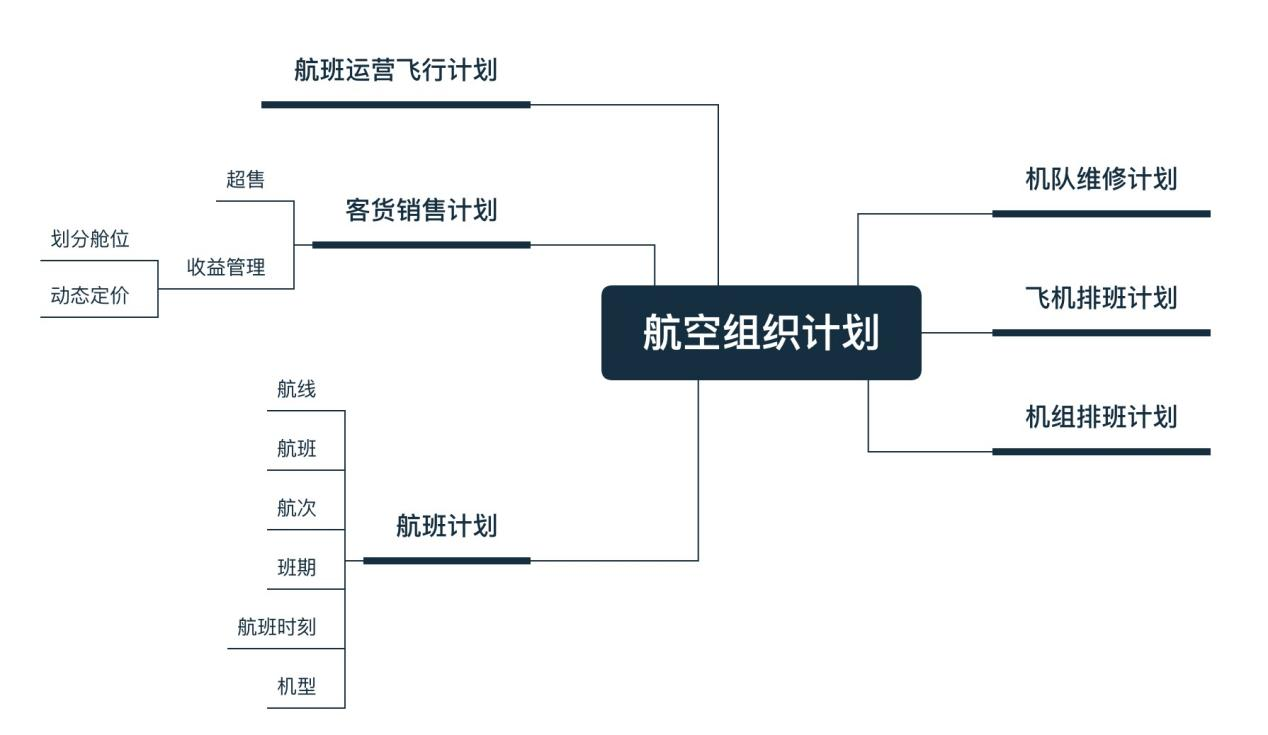 航班运营飞行计划
超售
客货销售计划
划分舱位
收益管理
动态定价
航空组织计划
机队维修计划
飞机排班计划
机组排班计划
航线
航班
航次
航班计划
班期
航班时刻
机型